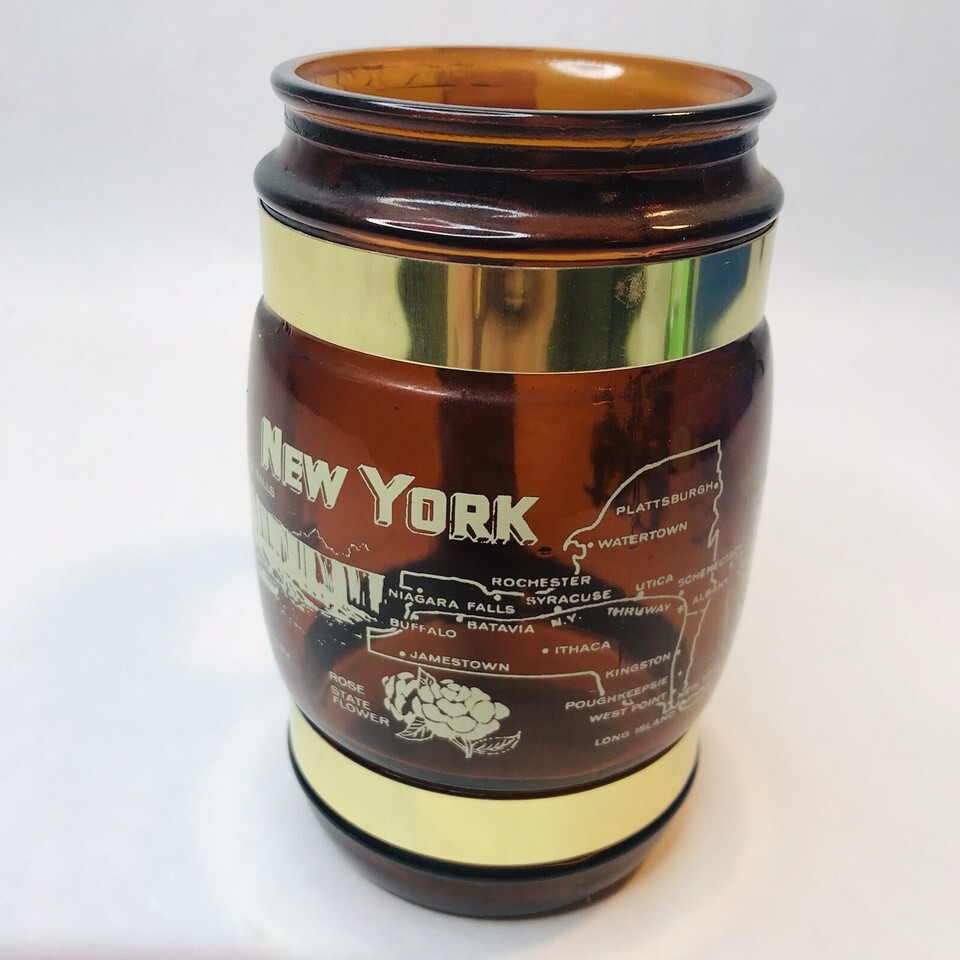 NEW YORK
PLATTSBURGH
WATERTOWN
ROCHESTER
UTICA
NIAGARA FALLS
SYRACUSE
THRUWAY
BUFFALO
BATAVIA
N.Y.
ITHACA
JAMESTOWN
KINGSTON
ROSE
STATE
FLOWER
POUGHKEEPSIE
WEST POINT
LONG ISLAND